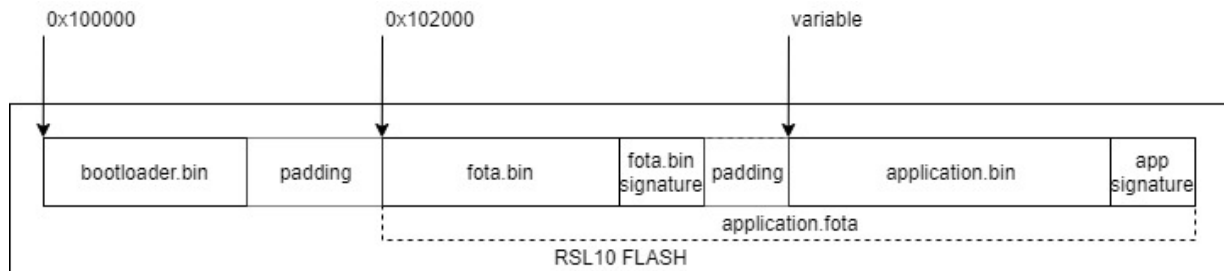 0x100000
0x102000
variable
bootloader.bin
padding
fota.bin
fota.bin
signature
padding
application.bin
app
signature
application.fota
RSL10 FLASH